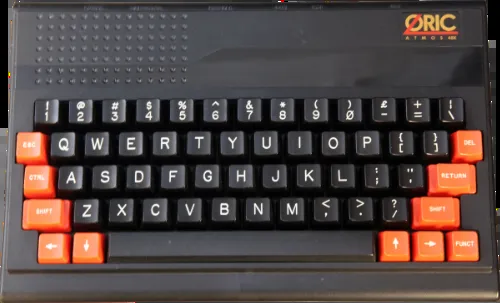 ORIC
ATMOS 48K
! @ # $ % ^ & * ( ) £ + |
1 2 3 4 5 6 7 8 9 0 - = \
ESC Q W E R T Y U I O P { } DEL
[ ]
CTRL A S D F G H J K L : " RETURN
; '
SHIFT Z X C V B N M < > ? SHIFT
, . /
← ↓ ↑ → FUNCT